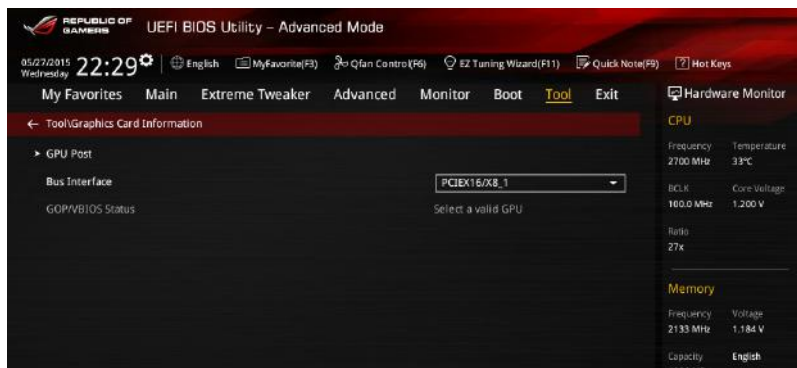 REPUBLIC OF
GAMERS
UEFI BIOS Utility – Advanced Mode
05/27/2015
Wednesday
22:29
English
MyFavorite(F3)
Qfan Control(F6)
EZ Tuning Wizard(F11)
Quick Note(F9)
? Hot Keys
My Favorites
Main
Extreme Tweaker
Advanced
Monitor
Boot
Tool
Exit
Hardware Monitor
← Tool\Graphics Card Information
GPU Post
Bus Interface
PCIEX16/X8_1
GOP/VBIOS Status
Select a valid GPU
CPU
Frequency Temperature
2700 MHz 33°C
BCLK Core Voltage
100.0 MHz 1.200 V
Ratio
27x
Memory
Frequency Voltage
2133 MHz 1.184 V
Capacity English